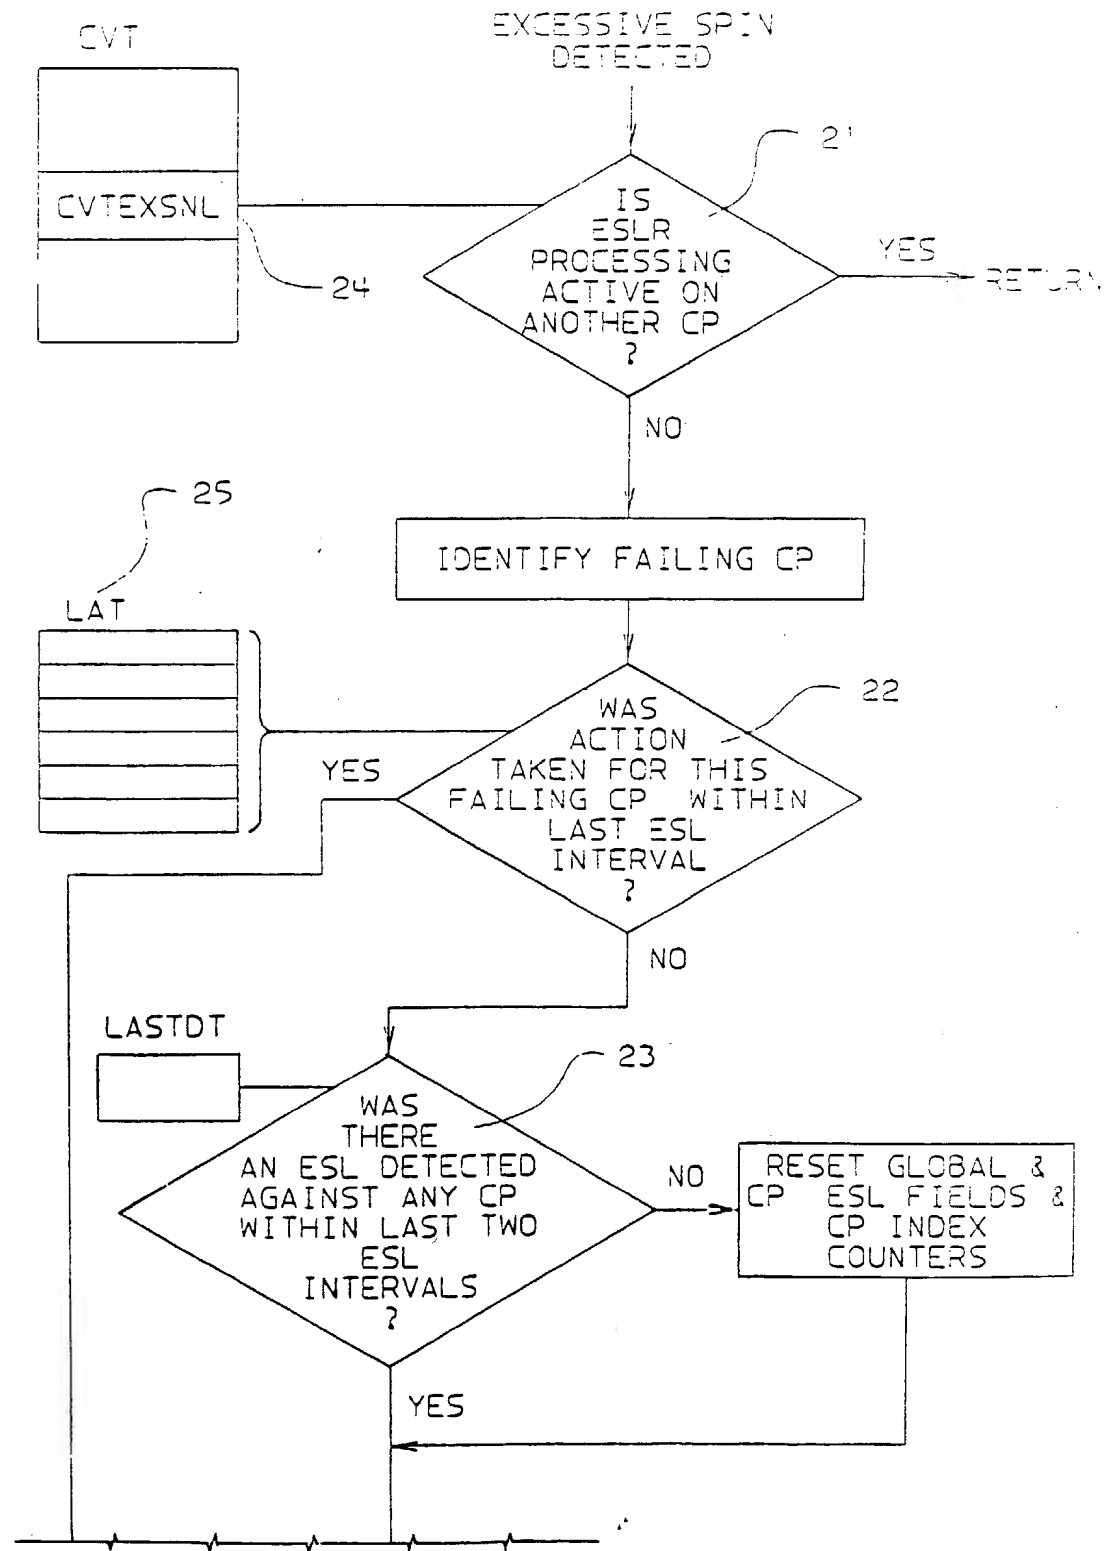 CVT
EXCESSIVE SPIN
DETECTED
CVTEXSNL
24
IS
ESLR
PROCESSING
ACTIVE ON
ANOTHER CP
?
YES
RETURN
NO
25
LAT
IDENTIFY FAILING CP
22
WAS
ACTION
TAKEN FOR THIS
FAILING CP WITHIN
LAST ESL
INTERVAL
?
YES
NO
LASTDT
23
WAS
THERE
AN ESL DETECTED
AGAINST ANY CP
WITHIN LAST TWO
ESL
INTERVALS
?
NO
RESET GLOBAL &
CP ESL FIELDS &
CP INDEX
COUNTERS
YES